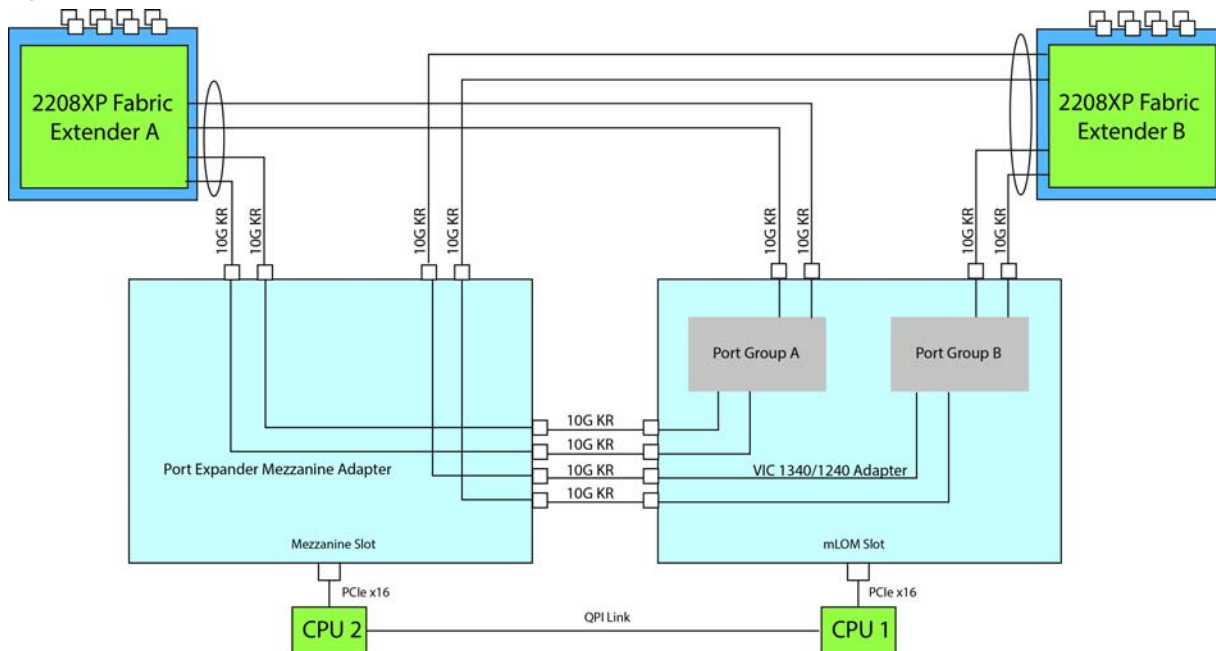 2208XP Fabric
Extender A
2208XP Fabric
Extender B
10G KR
10G KR
10G KR
10G KR
10G KR
10G KR
10G KR
10G KR
Port Group A
Port Group B
10G KR
10G KR
10G KR
10G KR
Port Expander Mezzanine Adapter
VIC 1340/1240 Adapter
Mezzanine Slot
mLOM Slot
PCIe x16
PCIe x16
CPU 2
QPI Link
CPU 1